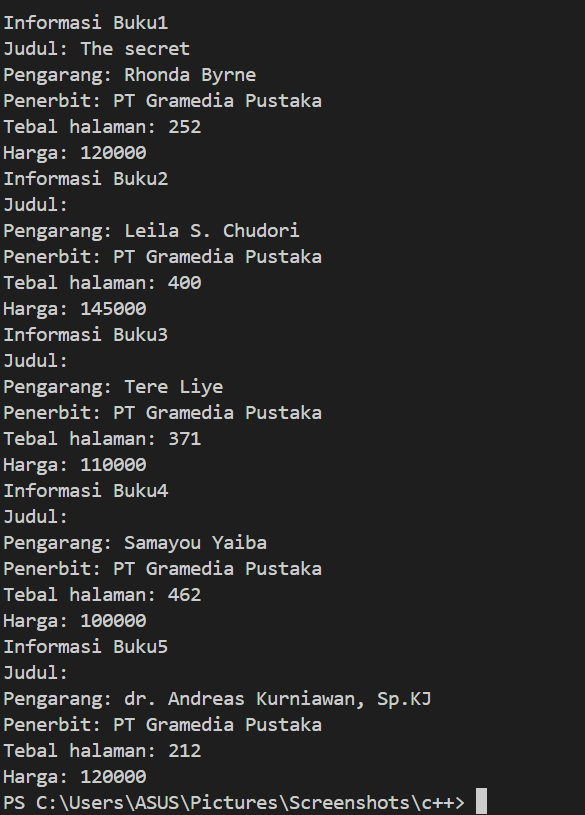 Informasi Buku1
Judul: The secret
Pengarang: Rhonda Byrne
Penerbit: PT Gramedia Pustaka
Tebal halaman: 252
Harga: 120000
Informasi Buku2
Judul:
Pengarang: Leila S. Chudori
Penerbit: PT Gramedia Pustaka
Tebal halaman: 400
Harga: 145000
Informasi Buku3
Judul:
Pengarang: Tere Liye
Penerbit: PT Gramedia Pustaka
Tebal halaman: 371
Harga: 110000
Informasi Buku4
Judul:
Pengarang: Samayou Yaiba
Penerbit: PT Gramedia Pustaka
Tebal halaman: 462
Harga: 100000
Informasi Buku5
Judul:
Pengarang: dr. Andreas Kurniawan, Sp.KJ
Penerbit: PT Gramedia Pustaka
Tebal halaman: 212
Harga: 120000
PS C:\Users\ASUS\Pictures\Screenshots\c++>